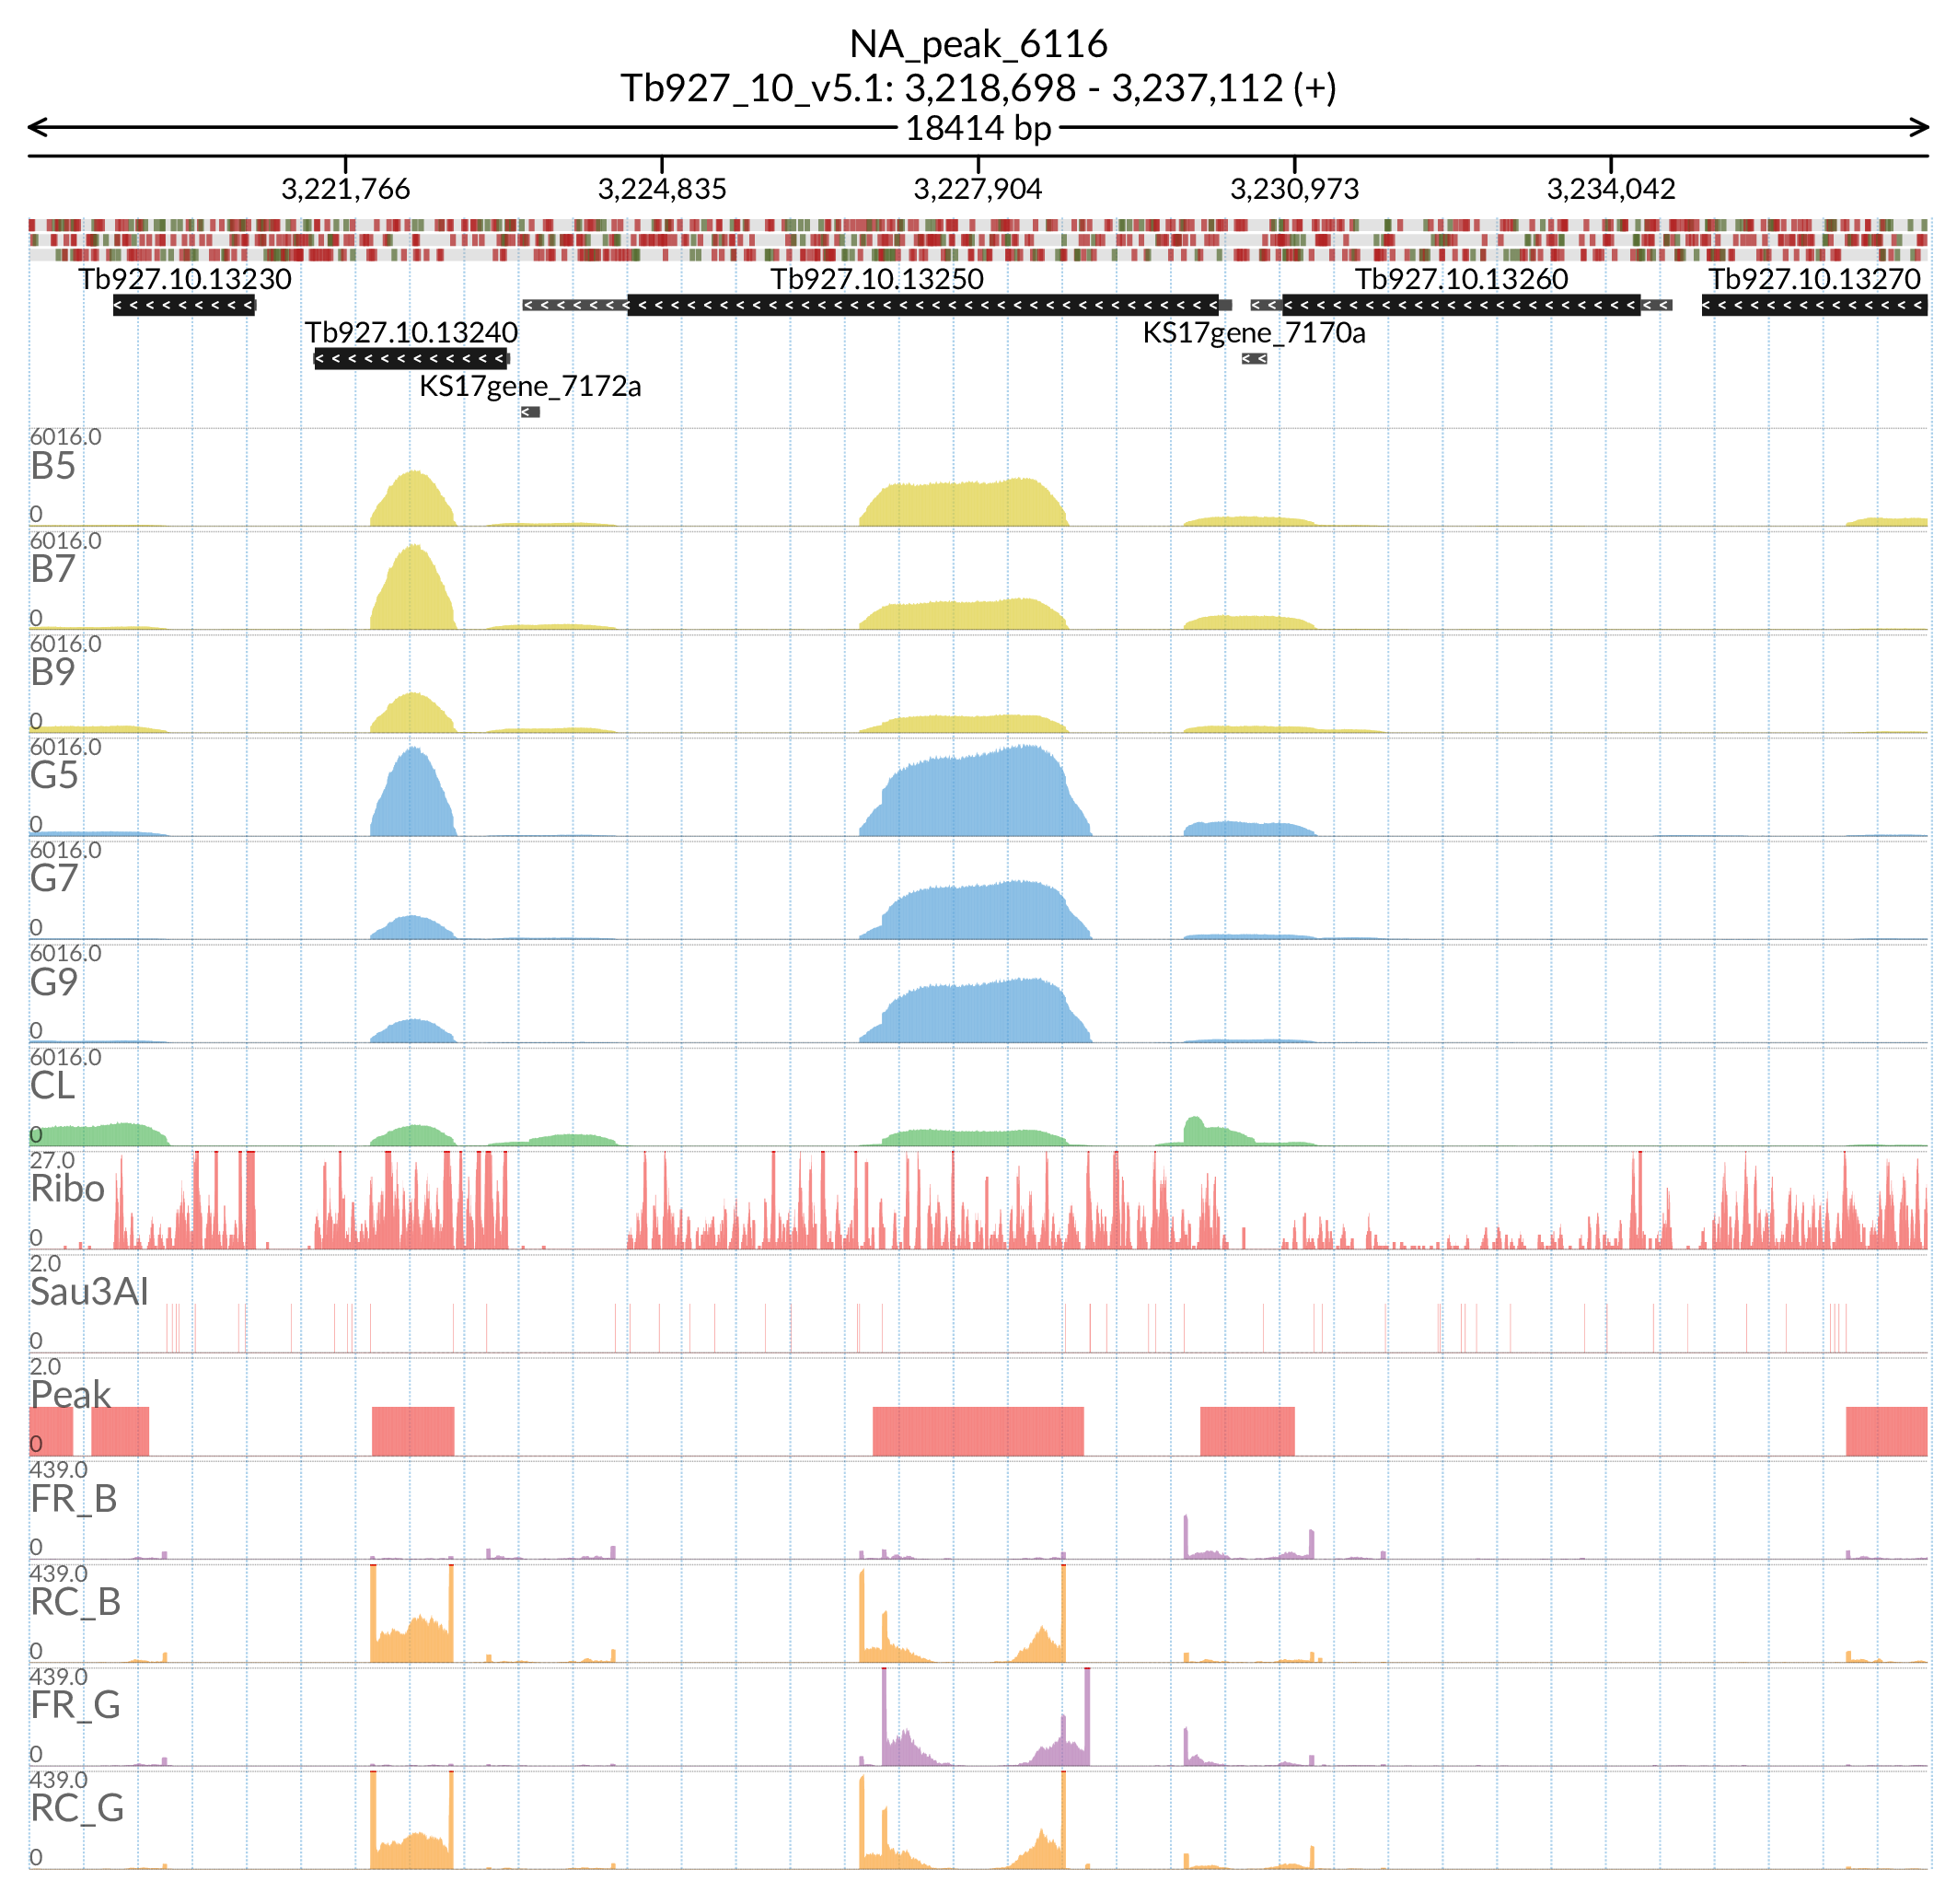 NA_peak_6116
Tb927_10_v5.1: 3,218,698 - 3,237,112 (+)
18414 bp
3,221,766 3,224,835 3,227,904 3,230,973 3,234,042
Tb927.10.13230 Tb927.10.13250 Tb927.10.13260 Tb927.10.13270
Tb927.10.13240 KS17gene_7170a
KS17gene_7172a
6016.0
B5
0
6016.0
B7
0
6016.0
B9
0
6016.0
G5
0
6016.0
G7
0
6016.0
G9
0
6016.0
CL
0
27.0
Ribo
0
2.0
Sau3AI
0
2.0
Peak
0
439.0
FR_B
0
439.0
RC_B
0
439.0
FR_G
0
439.0
RC_G
0